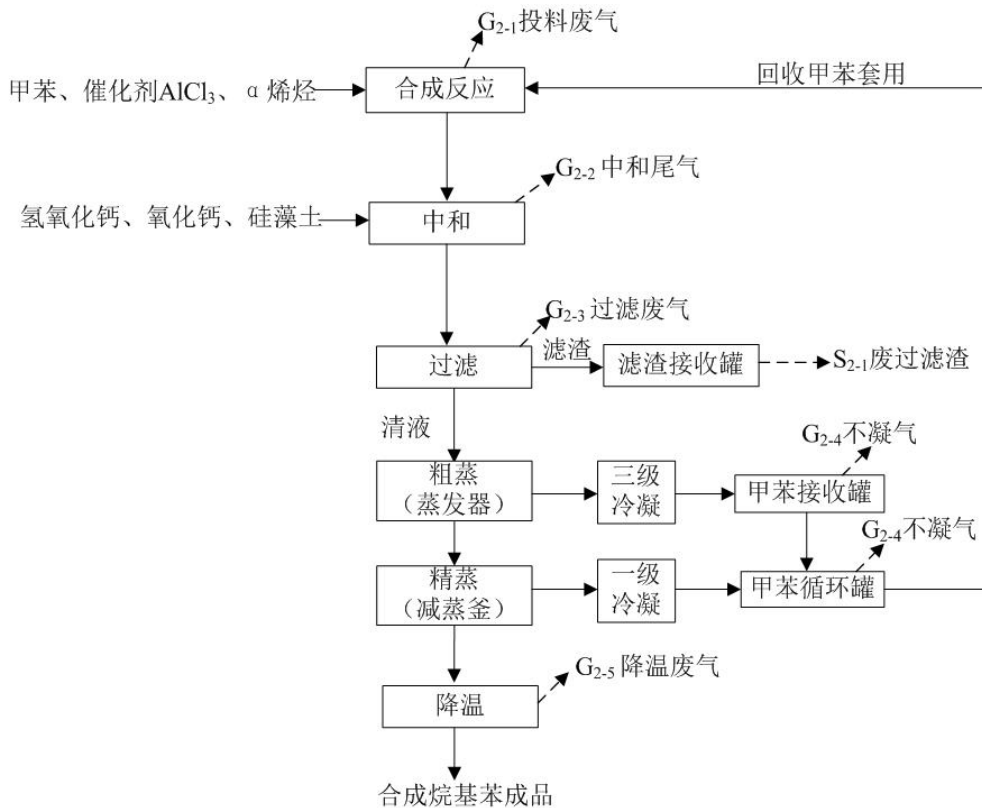 G₂₋₁投料废气
回收甲苯套用
甲苯、催化剂AlCl₃、α烯烃
合成反应
G₂₋₂中和尾气
氢氧化钙、氧化钙、硅藻土
中和
G₂₋₃过滤废气
过滤
滤渣
滤渣接收罐
S₂₋₁废过滤渣
清液
G₂₋₄不凝气
粗蒸
（蒸发器）
三级
冷凝
甲苯接收罐
G₂₋₄不凝气
精蒸
（减蒸釜）
一级
冷凝
甲苯循环罐
G₂₋₅降温废气
降温
合成烷基苯成品